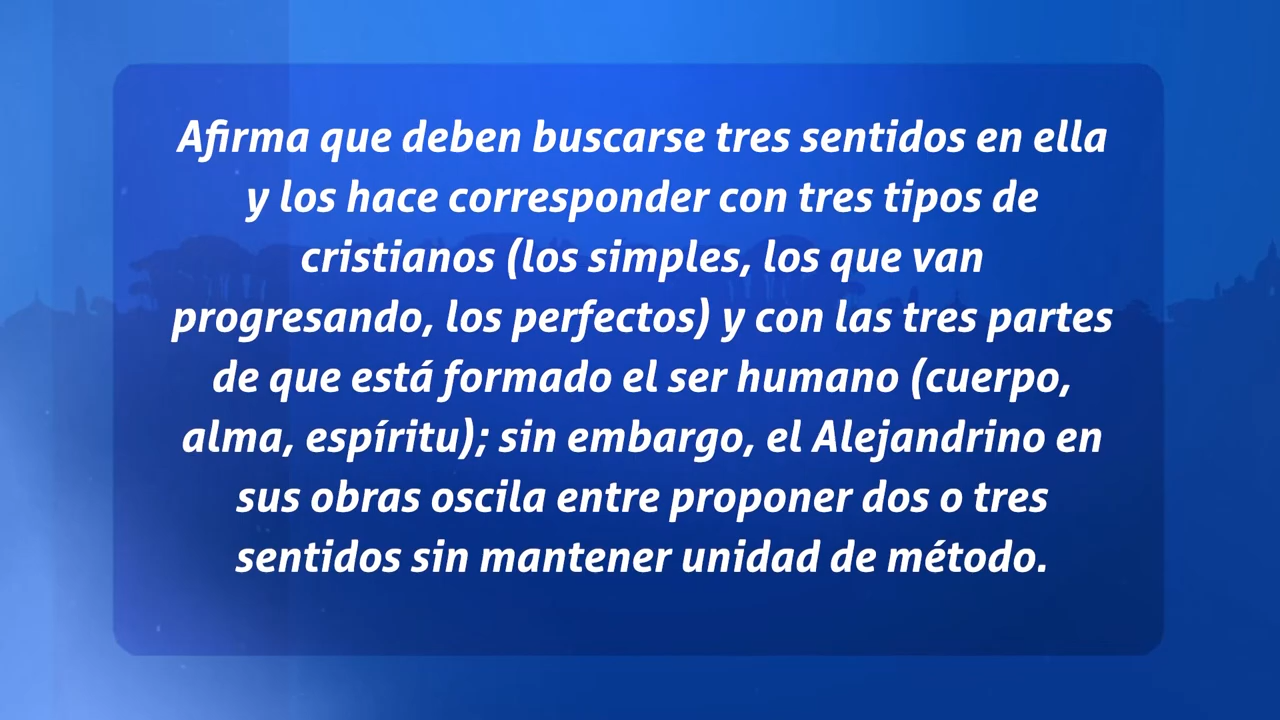 Afirma que deben buscarse tres sentidos en ella
y los hace corresponder con tres tipos de
cristianos (los simples, los que van
progresando, los perfectos) y con las tres partes
de que está formado el ser humano (cuerpo,
alma, espíritu); sin embargo, el Alejandrino en
sus obras oscila entre proponer dos o tres
sentidos sin mantener unidad de método.